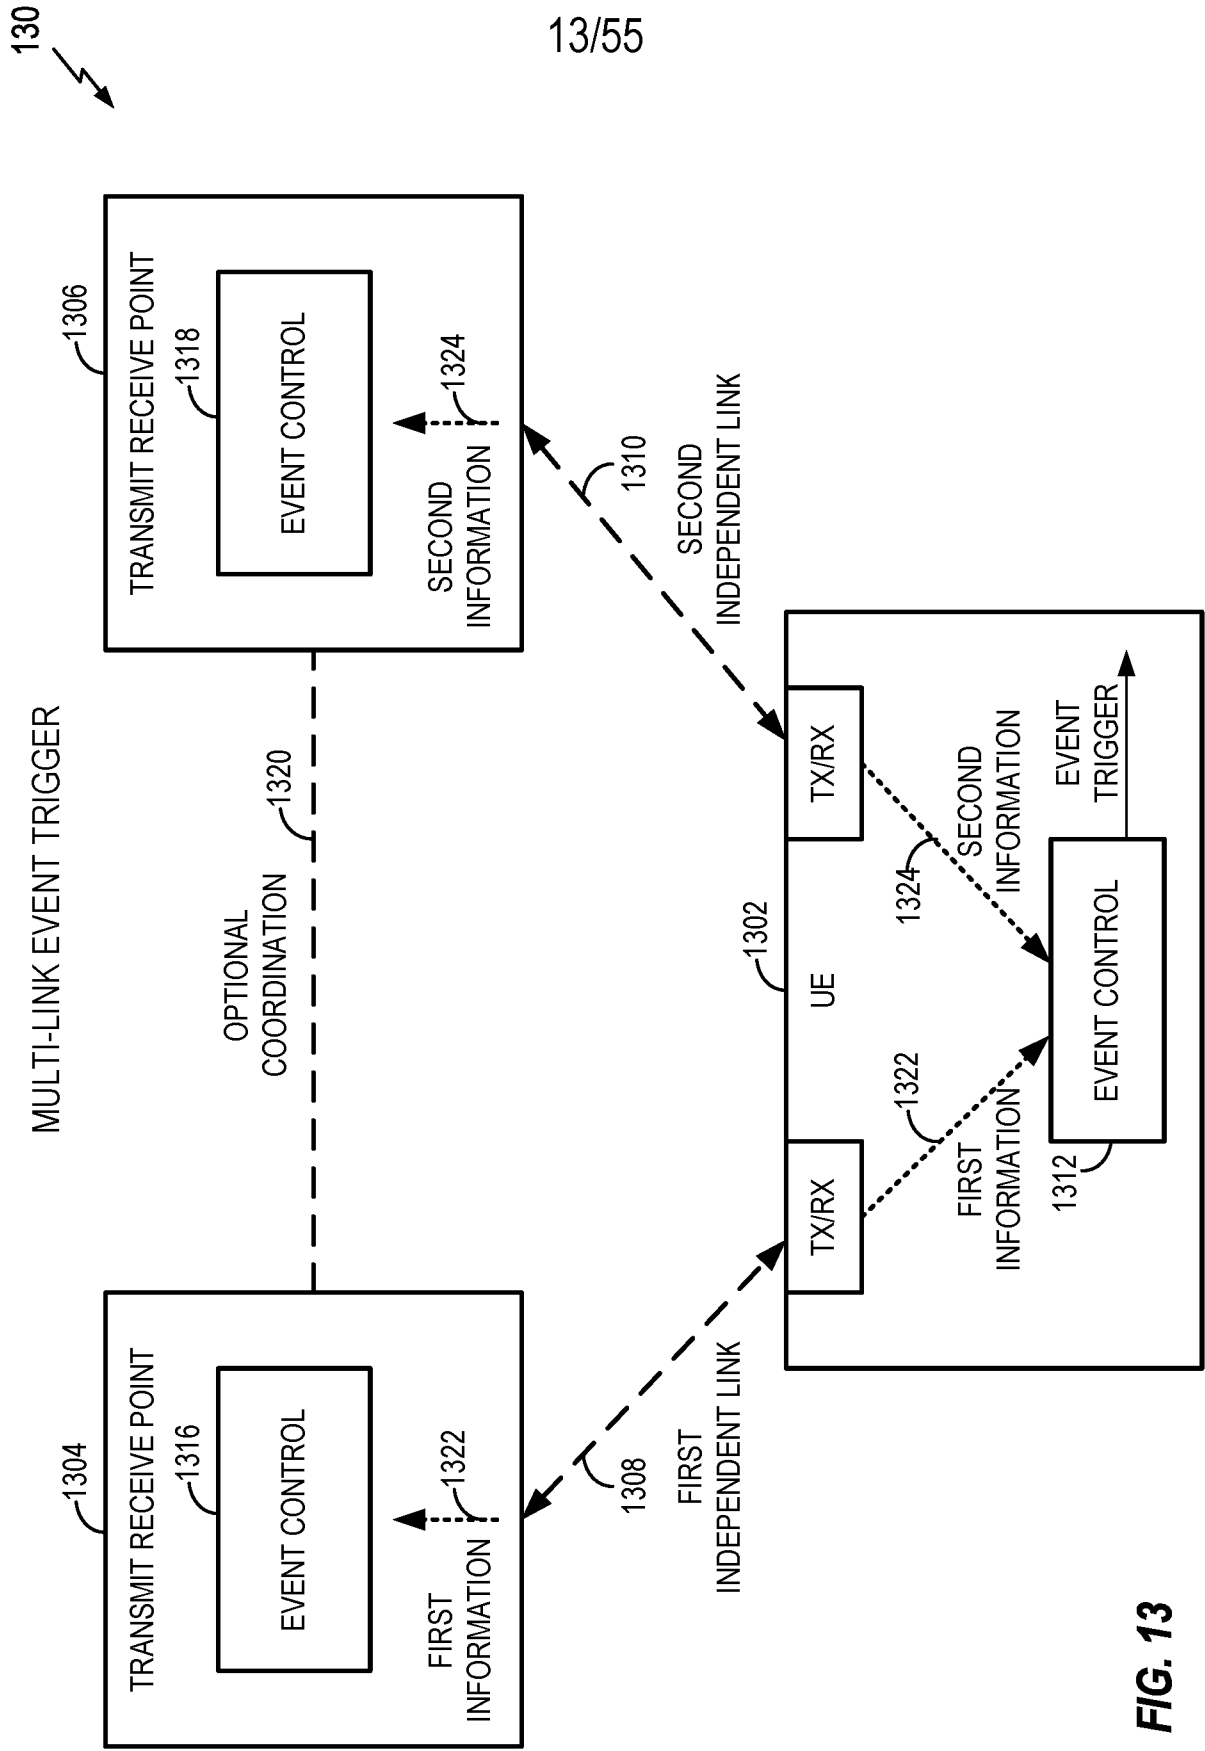 13/55
130
MULTI-LINK EVENT TRIGGER
1304
TRANSMIT RECEIVE POINT
1316
EVENT CONTROL
FIRST
INFORMATION
1322
OPTIONAL
COORDINATION
1320
1306
TRANSMIT RECEIVE POINT
1318
EVENT CONTROL
SECOND
INFORMATION
1324
1308
FIRST
INDEPENDENT LINK
1310
SECOND
INDEPENDENT LINK
1302
UE
TX/RX
TX/RX
1322
FIRST
INFORMATION
1324
SECOND
INFORMATION
1312
EVENT CONTROL
EVENT
TRIGGER
FIG. 13